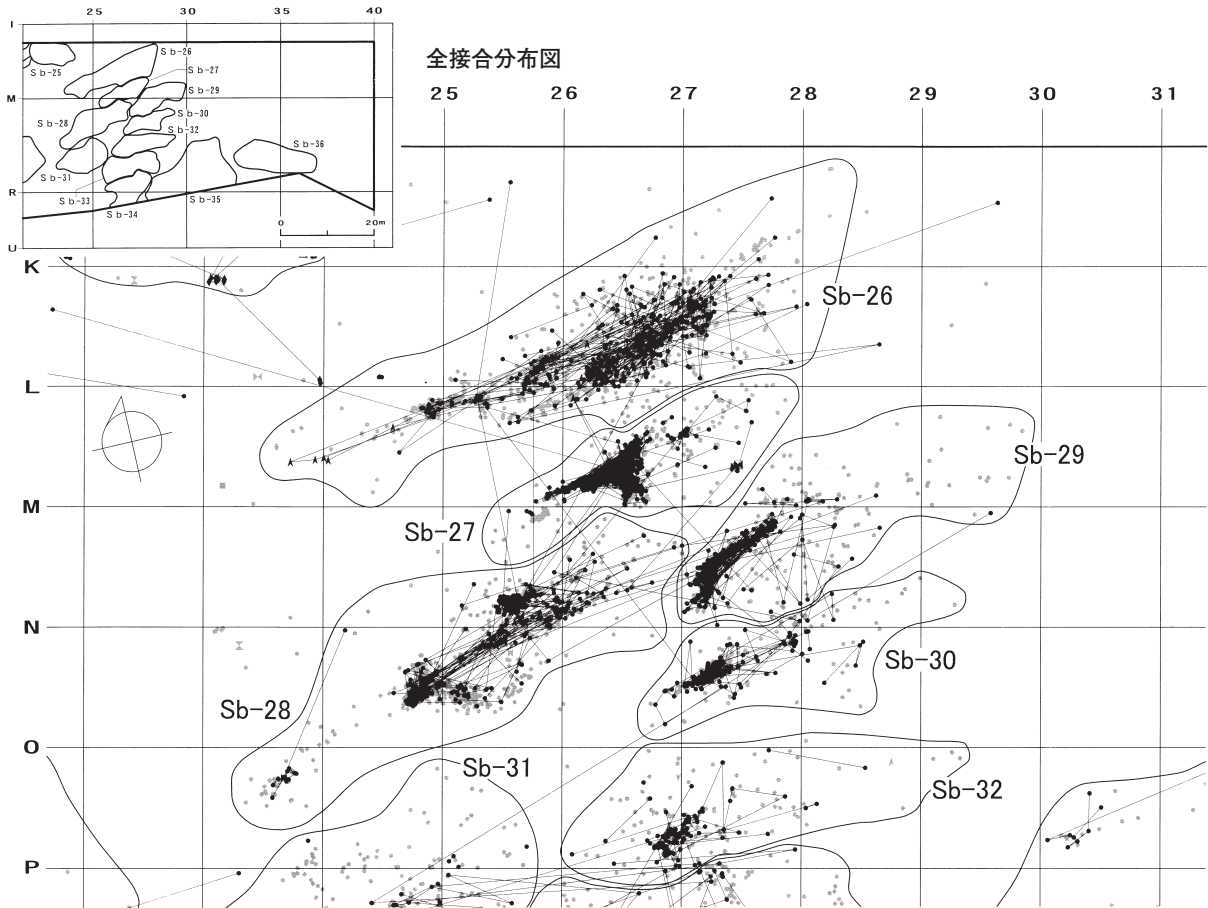 25 30 35 40
I
M
R
U
Sb-25
Sb-26
Sb-27
Sb-29
Sb-30
Sb-28
Sb-32
Sb-36
Sb-31
Sb-33
Sb-34
Sb-35
0 20m
全接合分布図
25 26 27 28 29 30 31
K
L
M
N
O
P
Sb-26
Sb-29
Sb-27
Sb-30
Sb-28
Sb-31
Sb-32